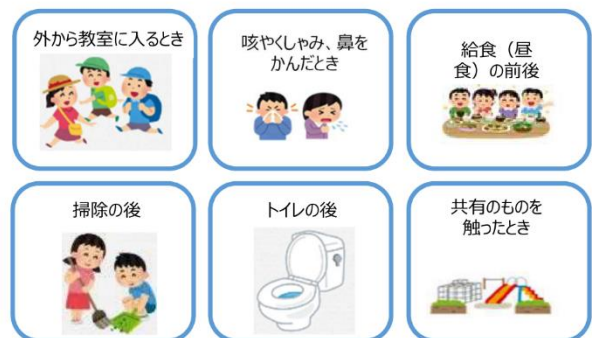 外から教室に入るとき
咳やくしゃみ、鼻を
かんだとき
給食（昼
食）の前後
掃除の後
トイレの後
共有のものを
触ったとき